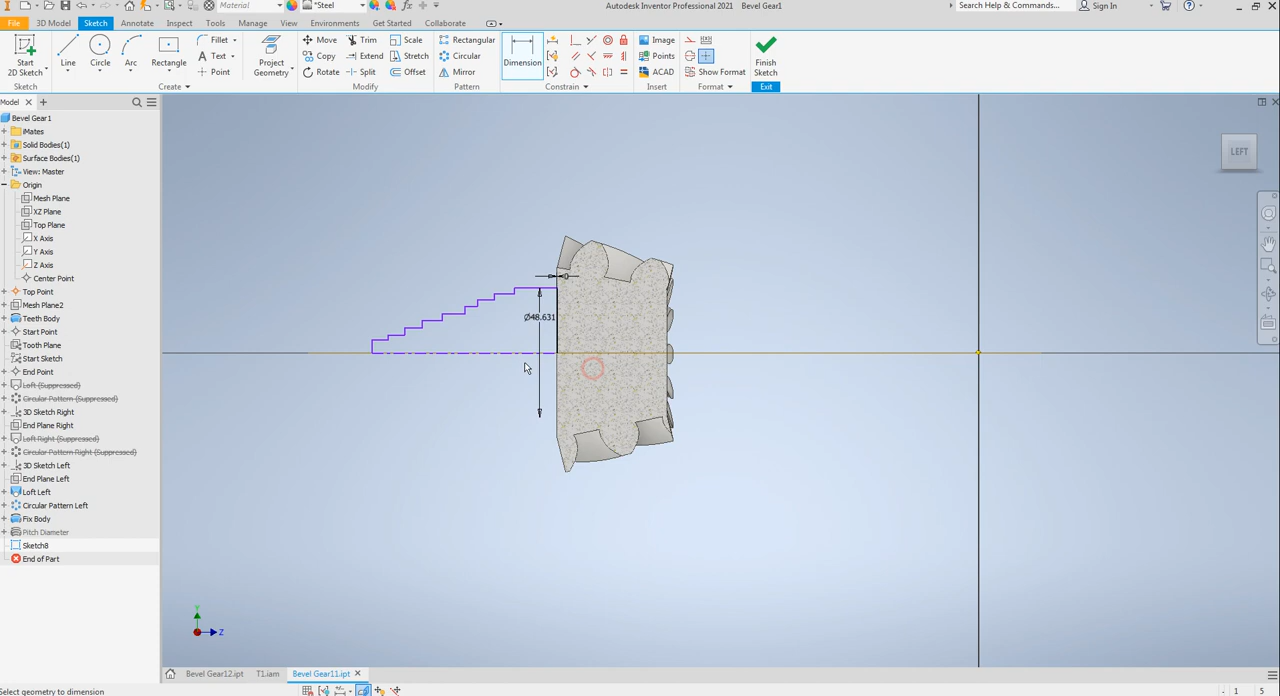 Material
*Steel
fx
Autodesk Inventor Professional 2021   Bevel Gear1
Search Help & Commands...
Sign In
File
3D Model
Sketch
Annotate
Inspect
Tools
Manage
View
Environments
Get Started
Collaborate
Start
2D Sketch
Line
Circle
Arc
Rectangle
Fillet
Text
Point
Project
Geometry
Move
Copy
Rotate
Trim
Extend
Split
Scale
Stretch
Offset
Rectangular
Circular
Mirror
Dimension
Image
Points
ACAD
Show Format
Finish
Sketch
Sketch
Create
Modify
Pattern
Constrain
Insert
Format
Exit
Model
Bevel Gear1
iMates
Solid Bodies(1)
Surface Bodies(1)
View: Master
Origin
Mesh Plane
XZ Plane
Top Plane
X Axis
Y Axis
Z Axis
Center Point
Top Point
Mesh Plane2
Teeth Body
Start Point
Tooth Plane
Start Sketch
End Point
Loft (Suppressed)
Circular Pattern (Suppressed)
3D Sketch Right
End Plane Right
Loft Right (Suppressed)
Circular Pattern Right (Suppressed)
3D Sketch Left
End Plane Left
Loft Left
Circular Pattern Left
Fix Body
Pitch Diameter
Sketch8
End of Part
LEFT
Ø48.631
Y
Z
Bevel Gear12.ipt
T1.iam
Bevel Gear11.ipt
Select geometry to dimension
1
5